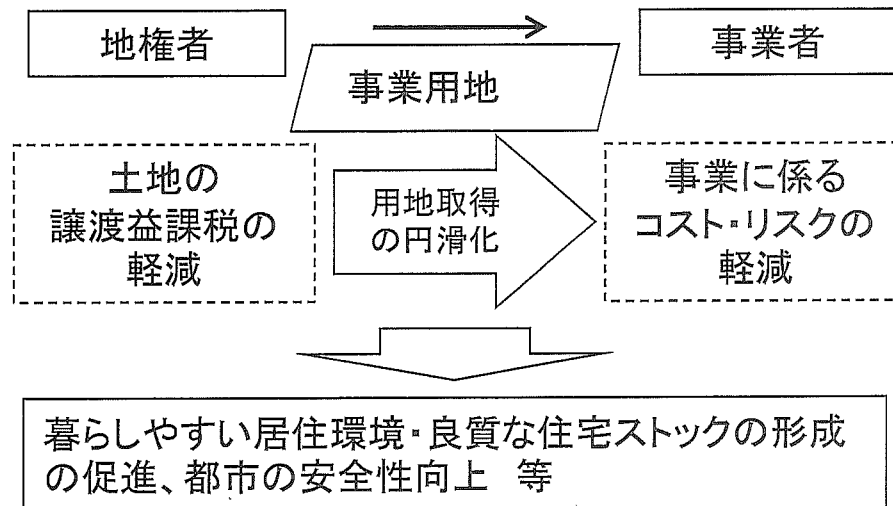 地権者
事業者
事業用地
土地の
譲渡益課税の
軽減
用地取得
の円滑化
事業に係る
コスト・リスクの
軽減
暮らしやすい居住環境・良質な住宅ストックの形成
の促進、都市の安全性向上　等